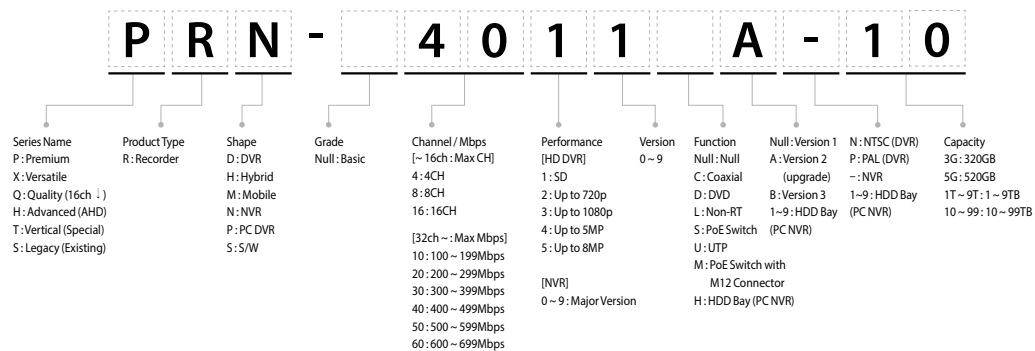 PRN- 4011 A-10
Series Name
P : Premium
X : Versatile
Q : Quality (16ch ↓)
H : Advanced (AHD)
T : Vertical (Special)
S : Legacy (Existing)
Product Type
R : Recorder
Shape
D : DVR
H : Hybrid
M : Mobile
N : NVR
P : PC DVR
S : S/W
Grade
Null : Basic
Channel / Mbps
[~ 16ch : Max CH]
4 : 4CH
8 : 8CH
16 : 16CH
[32ch ~ : Max Mbps]
10 : 100 ~ 199Mbps
20 : 200 ~ 299Mbps
30 : 300 ~ 399Mbps
40 : 400 ~ 499Mbps
50 : 500 ~ 599Mbps
60 : 600 ~ 699Mbps
Performance
[HD DVR]
1 : SD
2 : Up to 720p
3 : Up to 1080p
4 : Up to 5MP
5 : Up to 8MP
[NVR]
0 ~ 9 : Major Version
Version
0 ~ 9
Function
Null : Null
C : Coaxial
D : DVD
L : Non-RT
S : PoE Switch
U : UTP
M : PoE Switch with
M12 Connector
H : HDD Bay (PC NVR)
Null : Version 1
A : Version 2
(upgrade)
B : Version 3
1~9 : HDD Bay
(PC NVR)
N : NTSC (DVR)
P : PAL (DVR)
– : NVR
1~9 : HDD Bay
(PC NVR)
Capacity
3G : 320GB
5G : 520GB
1T ~ 9T : 1 ~ 9TB
10 ~ 99 : 10 ~ 99TB